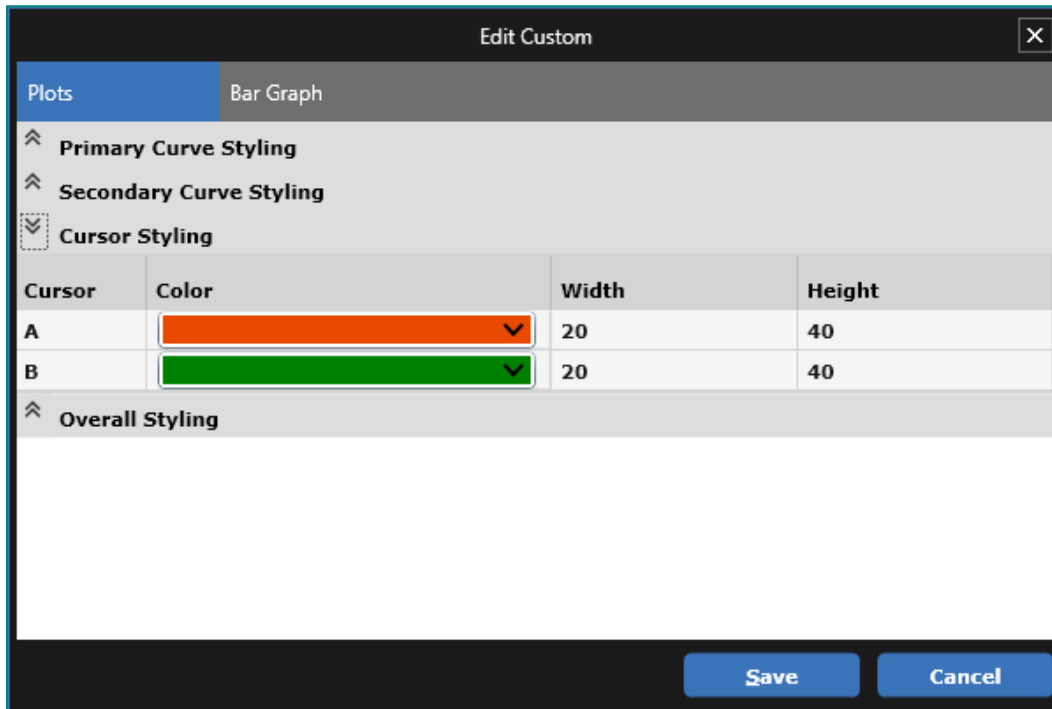 Edit Custom
Plots Bar Graph
Primary Curve Styling
Secondary Curve Styling
Cursor Styling
Cursor Color Width Height
A 20 40
B 20 40
Overall Styling
Save Cancel